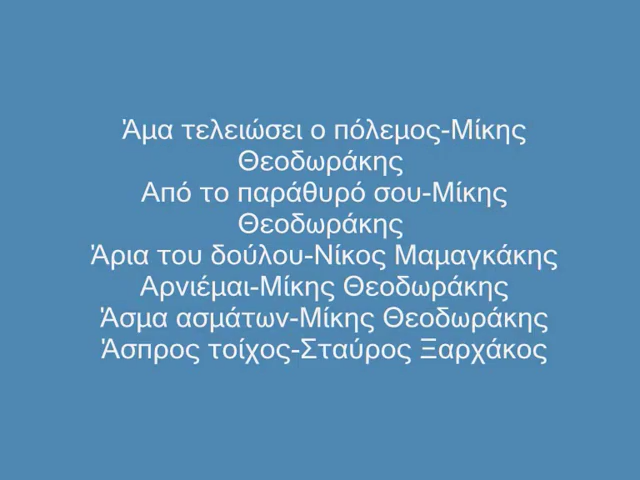 Άμα τελειώσει ο πόλεμος-Μίκης
Θεοδωράκης
Από το παράθυρό σου-Μίκης
Θεοδωράκης
Άρια του δούλου-Νίκος Μαμαγκάκης
Αρνιέμαι-Μίκης Θεοδωράκης
Άσμα ασμάτων-Μίκης Θεοδωράκης
Άσπρος τοίχος-Σταύρος Ξαρχάκος